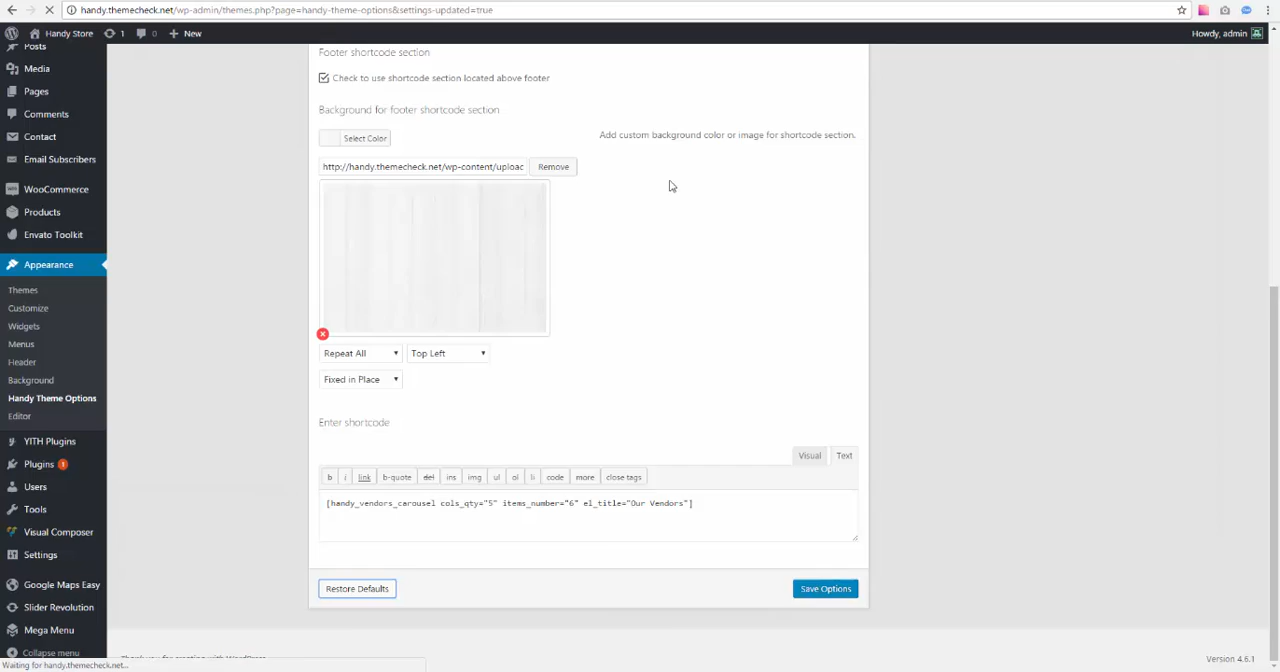 handy.themecheck.net/wp-admin/themes.php?page=handy-theme-options&settings-updated=true
Handy Store
1
0
New
Howdy, admin
Posts
Media
Pages
Comments
Contact
Email Subscribers
WooCommerce
Products
Envato Toolkit
Appearance
Themes
Customize
Widgets
Menus
Header
Background
Handy Theme Options
Editor
YITH Plugins
Plugins 1
Users
Tools
Visual Composer
Settings
Google Maps Easy
Slider Revolution
Mega Menu
Collapse menu
Waiting for handy.themecheck.net...
Footer shortcode section
Check to use shortcode section located above footer
Background for footer shortcode section
Select Color
Add custom background color or image for shortcode section.
http://handy.themecheck.net/wp-content/uploac
Remove
Repeat All
Top Left
Fixed in Place
Enter shortcode
Visual Text
b i link b-quote del ins img ul ol li code more close tags
[handy_vendors_carousel cols_qty="5" items_number="6" el_title="Our Vendors"]
Restore Defaults
Save Options
Thank you for creating with WordPress
Version 4.6.1